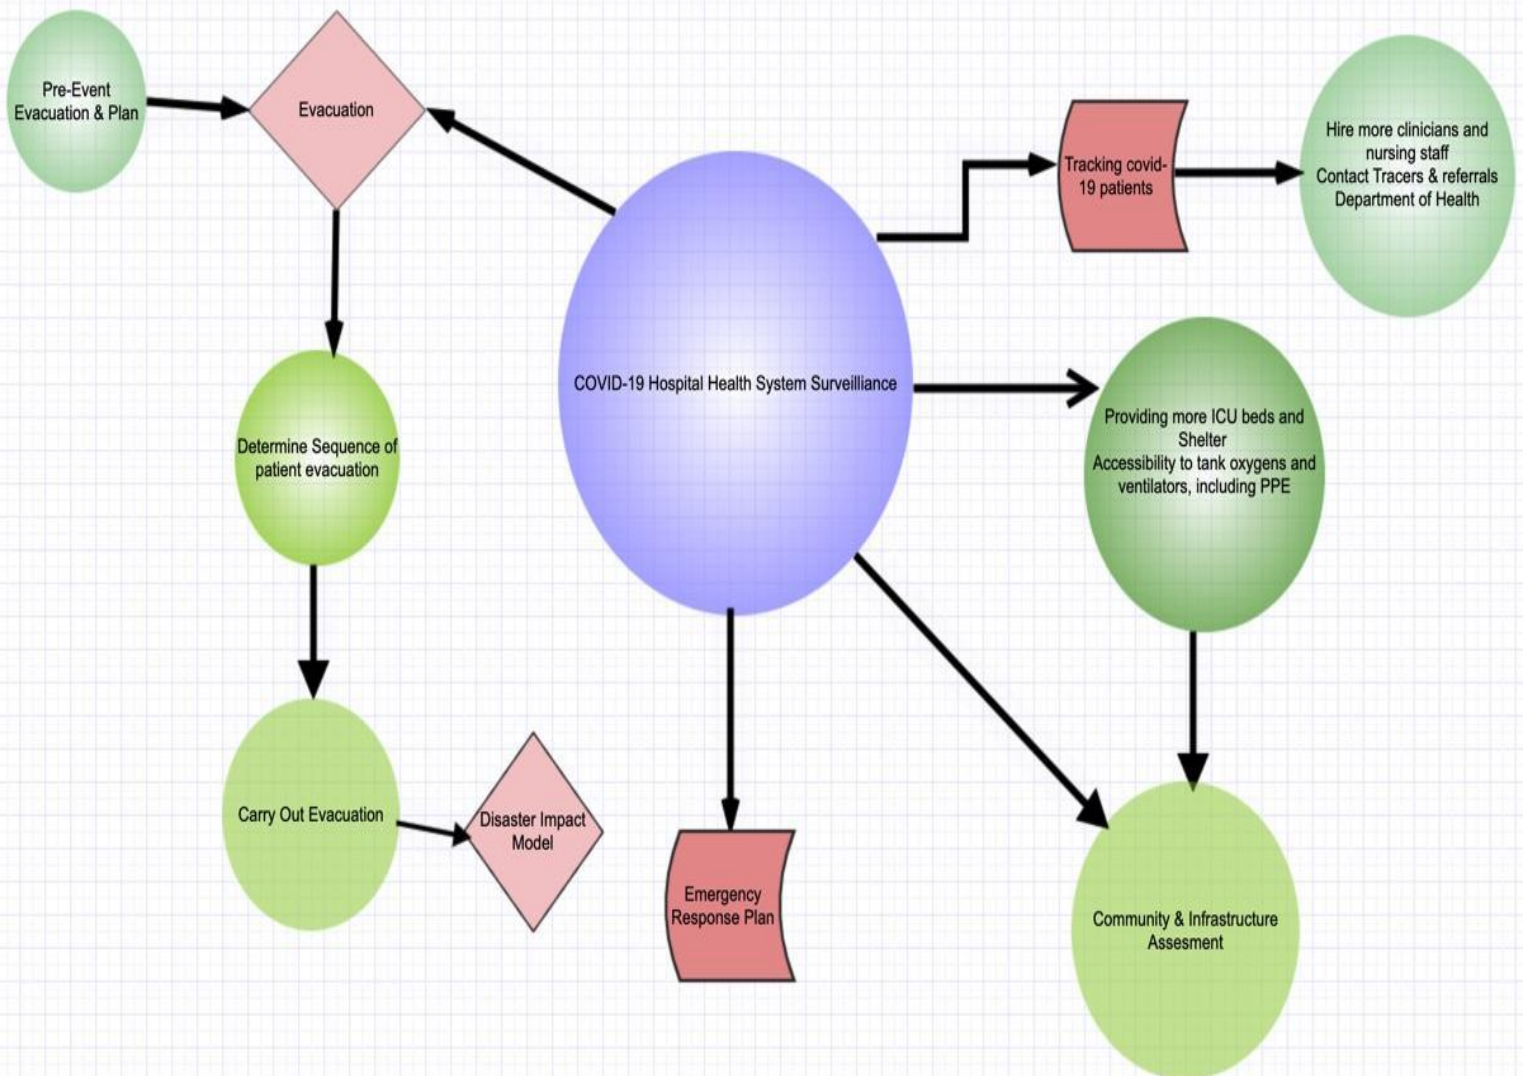 Pre-Event
Evacuation & Plan
Evacuation
Tracking covid-
19 patients
Hire more clinicians and
nursing staff
Contact Tracers & referrals
Department of Health
COVID-19 Hospital Health System Surveilliance
Providing more ICU beds and
Shelter
Accessibility to tank oxygens and
ventilators, including PPE
Determine Sequence of
patient evacuation
Carry Out Evacuation
Disaster Impact
Model
Emergency
Response Plan
Community & Infrastructure
Assesment